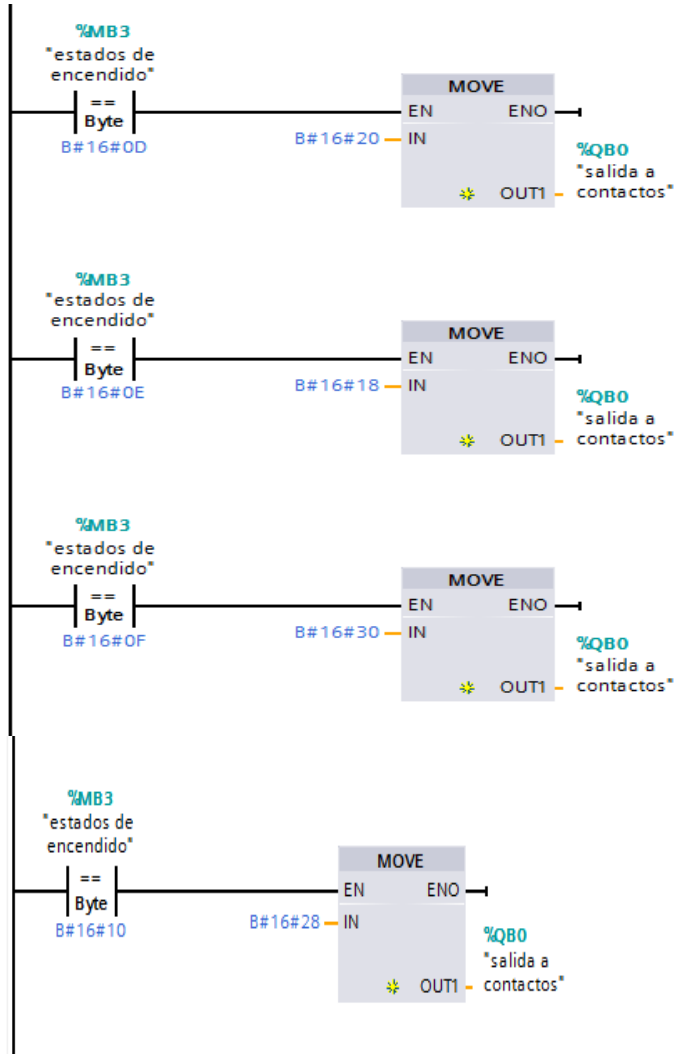 %MB3
"estados de
encendido"
==
Byte
B#16#0D
MOVE
EN ENO
B#16#20 IN
%QB0
"salida a
OUT1 contactos"
%MB3
"estados de
encendido"
==
Byte
B#16#0E
MOVE
EN ENO
B#16#18 IN
%QB0
"salida a
OUT1 contactos"
%MB3
"estados de
encendido"
==
Byte
B#16#0F
MOVE
EN ENO
B#16#30 IN
%QB0
"salida a
OUT1 contactos"
%MB3
"estados de
encendido"
==
Byte
B#16#10
MOVE
EN ENO
B#16#28 IN
%QB0
"salida a
OUT1 contactos"